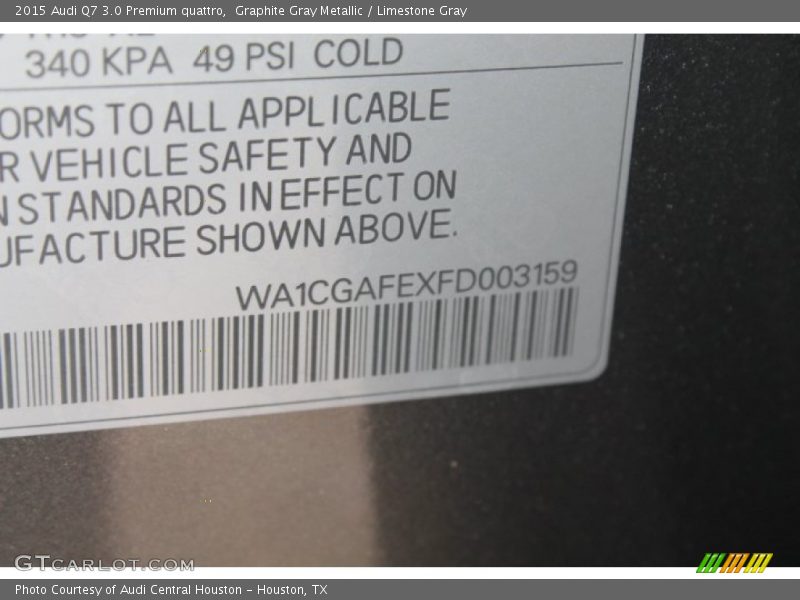 2015 Audi Q7 3.0 Premium quattro,  Graphite Gray Metallic / Limestone Gray
340 KPA  49 PSI  COLD
ORMS TO ALL APPLICABLE
R VEHICLE SAFETY AND
N STANDARDS IN EFFECT ON
UFACTURE SHOWN ABOVE.
WA1CGAFEXFD003159
GTCARLOT.COM
Photo Courtesy of Audi Central Houston - Houston, TX